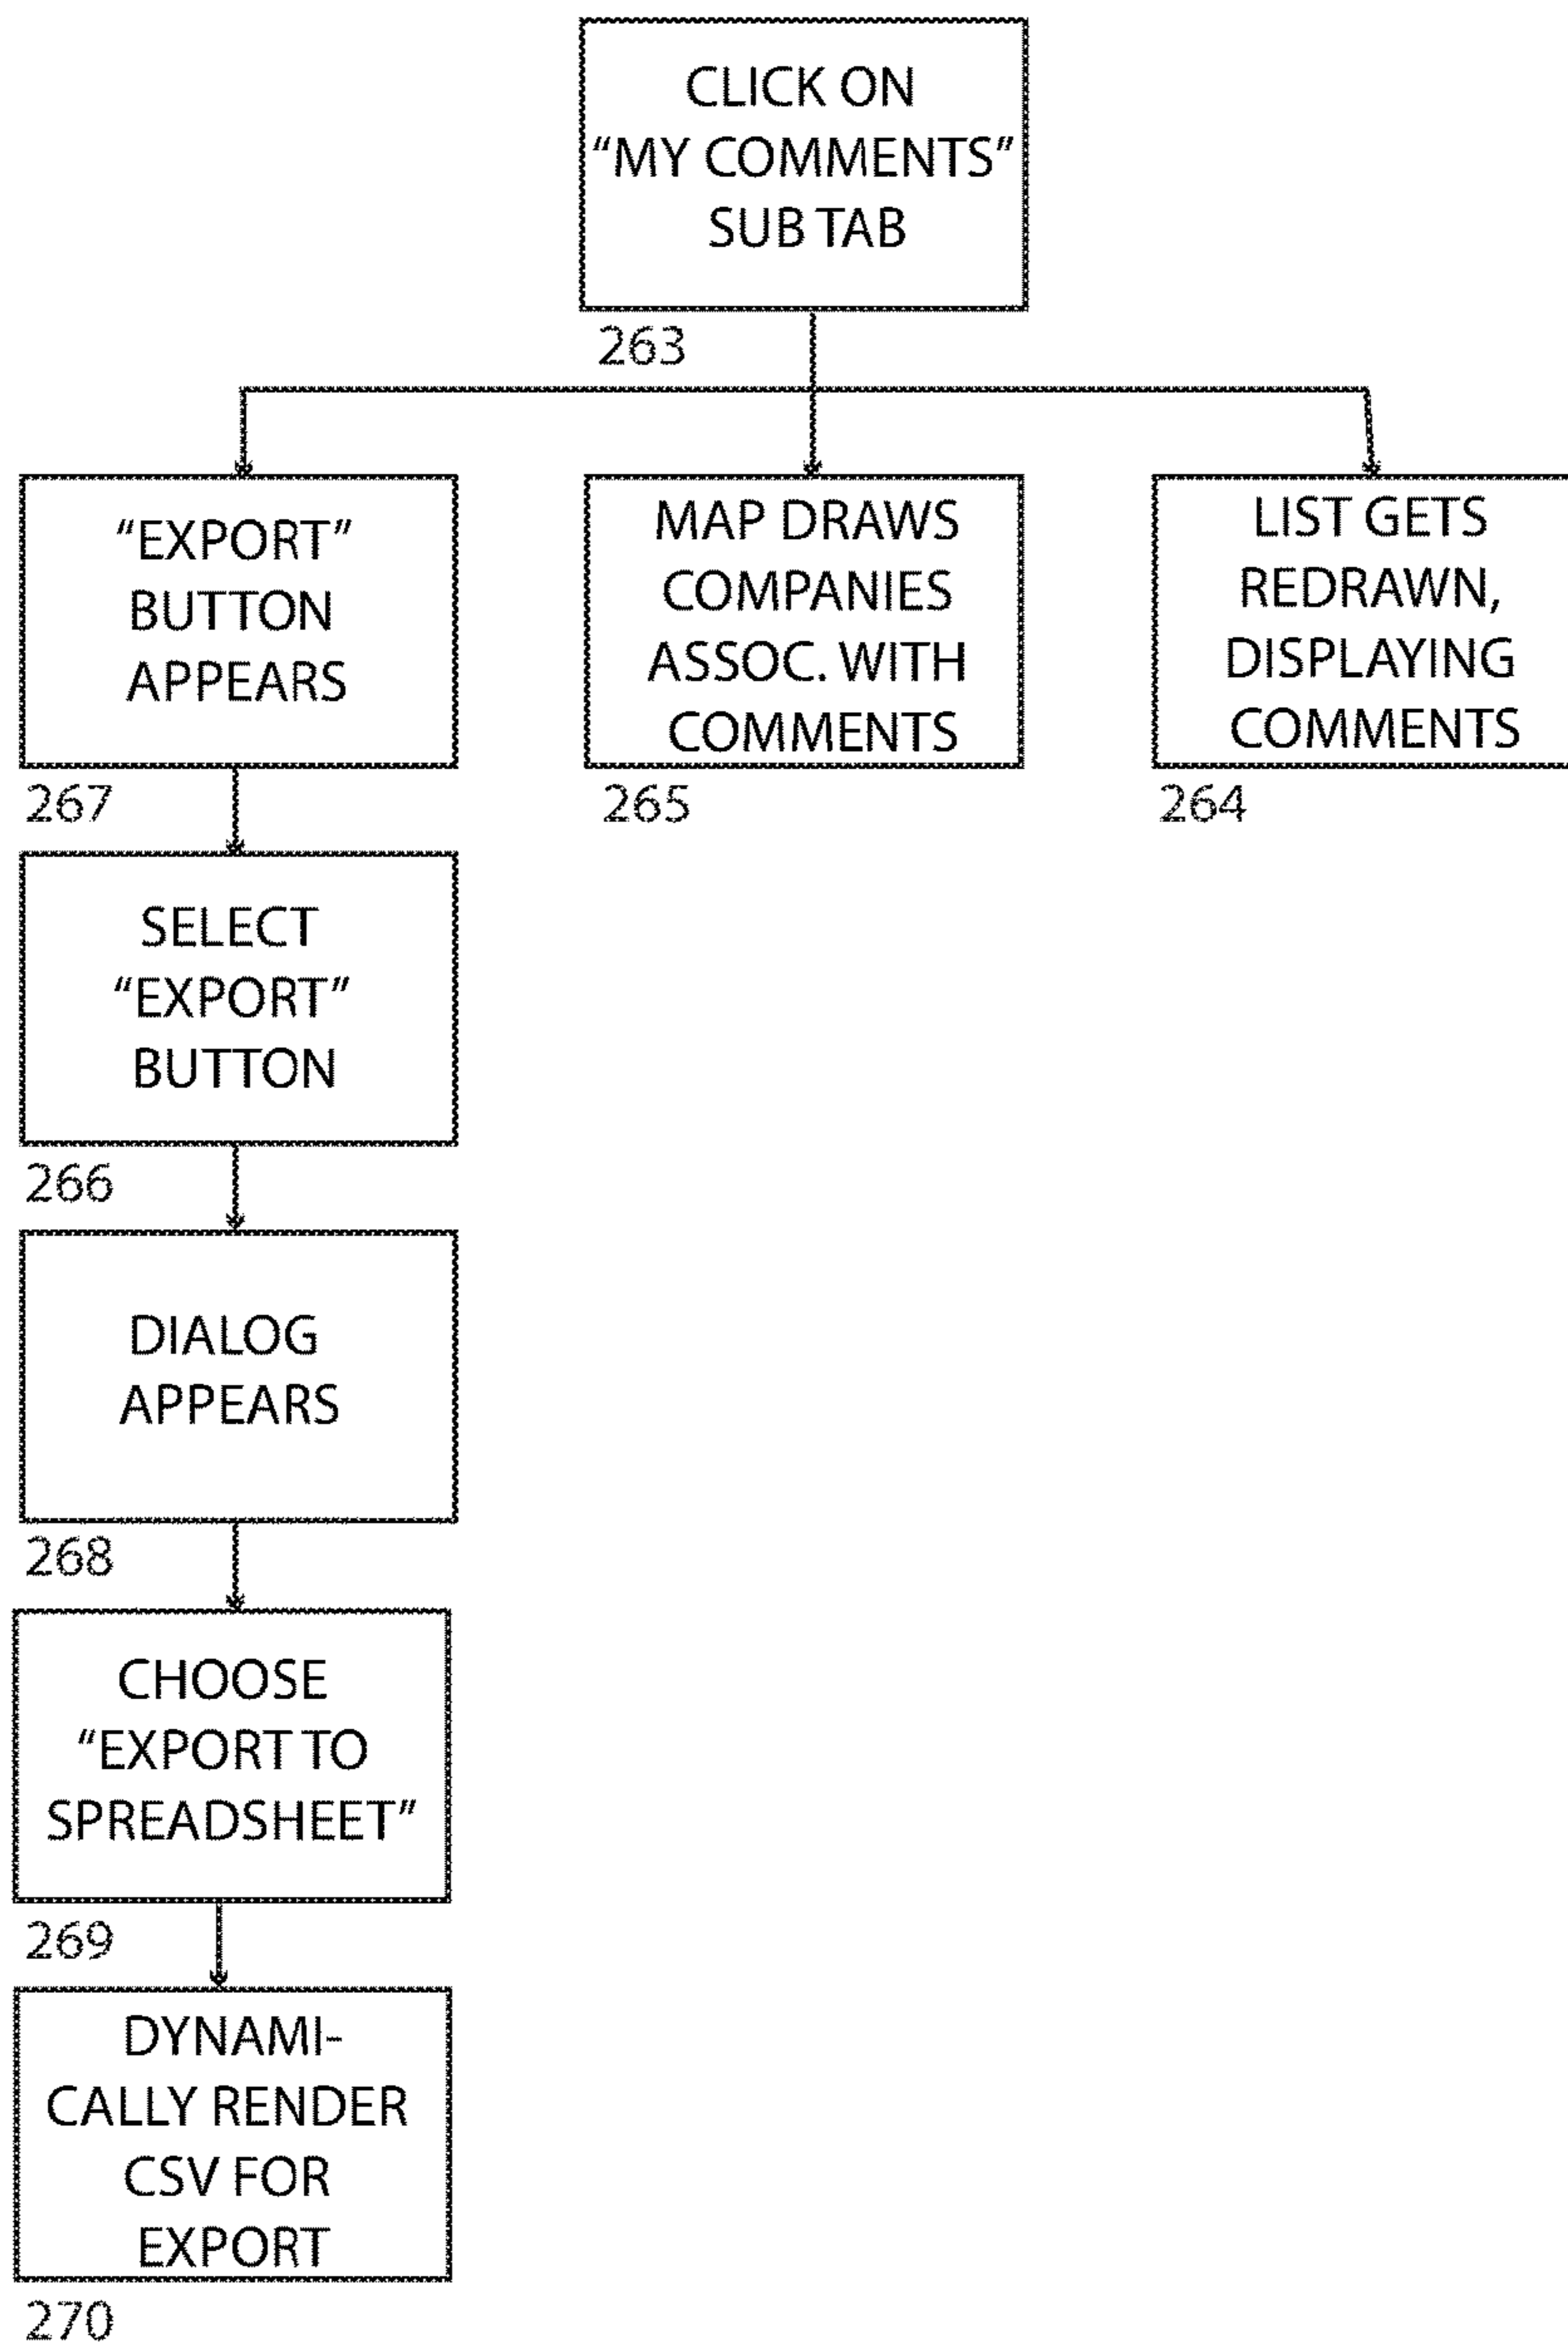 CLICK ON
“MY COMMENTS”
SUB TAB
263
“EXPORT”
BUTTON
APPEARS
267
MAP DRAWS
COMPANIES
ASSOC. WITH
COMMENTS
265
LIST GETS
REDRAWN,
DISPLAYING
COMMENTS
264
SELECT
“EXPORT”
BUTTON
266
DIALOG
APPEARS
268
CHOOSE
“EXPORT TO
SPREADSHEET”
269
DYNAMI-
CALLY RENDER
CSV FOR
EXPORT
270